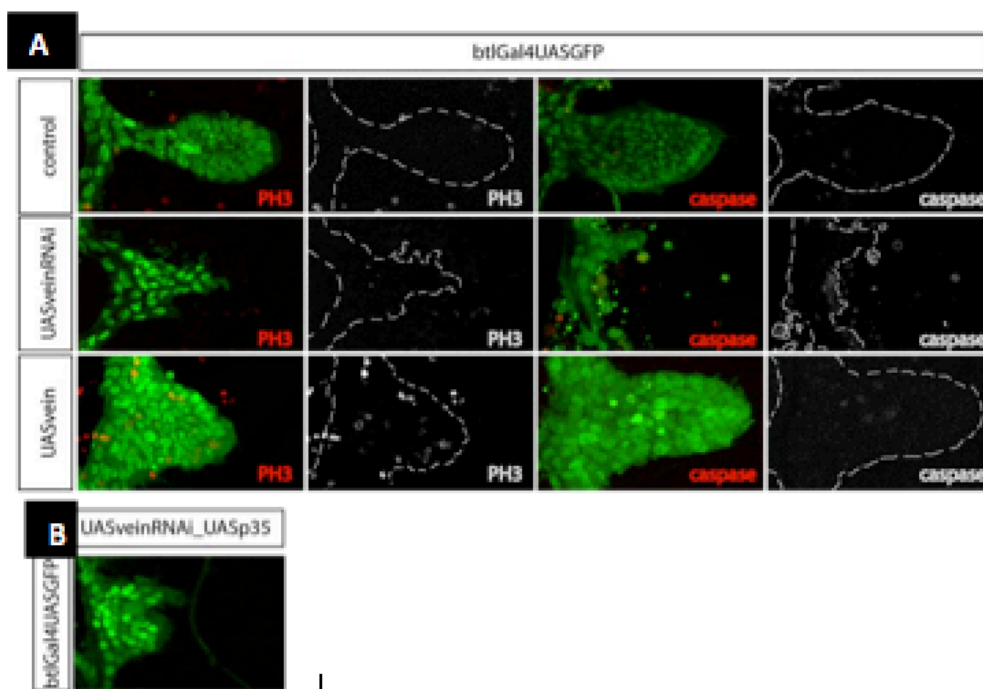 A
btlGal4UASGFP
control
PH3
PH3
caspase
caspase
UASveinRNAi
PH3
PH3
caspase
caspase
UASvein
PH3
PH3
caspase
caspase
B
UASveinRNAi_UASp35
btlGal4UASGFP